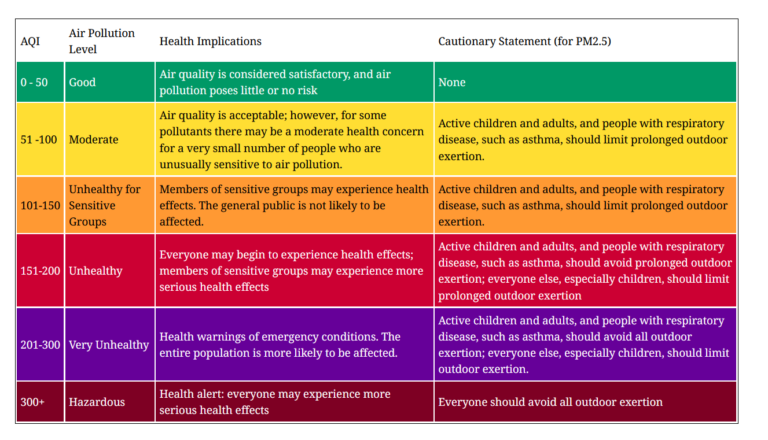 AQI
Air Pollution
Level
Health Implications
Cautionary Statement (for PM2.5)
0 - 50
Good
Air quality is considered satisfactory, and air
pollution poses little or no risk
None
51 -100
Moderate
Air quality is acceptable; however, for some
pollutants there may be a moderate health concern
for a very small number of people who are
unusually sensitive to air pollution.
Active children and adults, and people with respiratory
disease, such as asthma, should limit prolonged outdoor
exertion.
101-150
Unhealthy for
Sensitive
Groups
Members of sensitive groups may experience health
effects. The general public is not likely to be
affected.
Active children and adults, and people with respiratory
disease, such as asthma, should limit prolonged outdoor
exertion.
151-200
Unhealthy
Everyone may begin to experience health effects;
members of sensitive groups may experience more
serious health effects
Active children and adults, and people with respiratory
disease, such as asthma, should avoid prolonged outdoor
exertion; everyone else, especially children, should limit
prolonged outdoor exertion
201-300
Very Unhealthy
Health warnings of emergency conditions. The
entire population is more likely to be affected.
Active children and adults, and people with respiratory
disease, such as asthma, should avoid all outdoor
exertion; everyone else, especially children, should limit
outdoor exertion.
300+
Hazardous
Health alert: everyone may experience more
serious health effects
Everyone should avoid all outdoor exertion